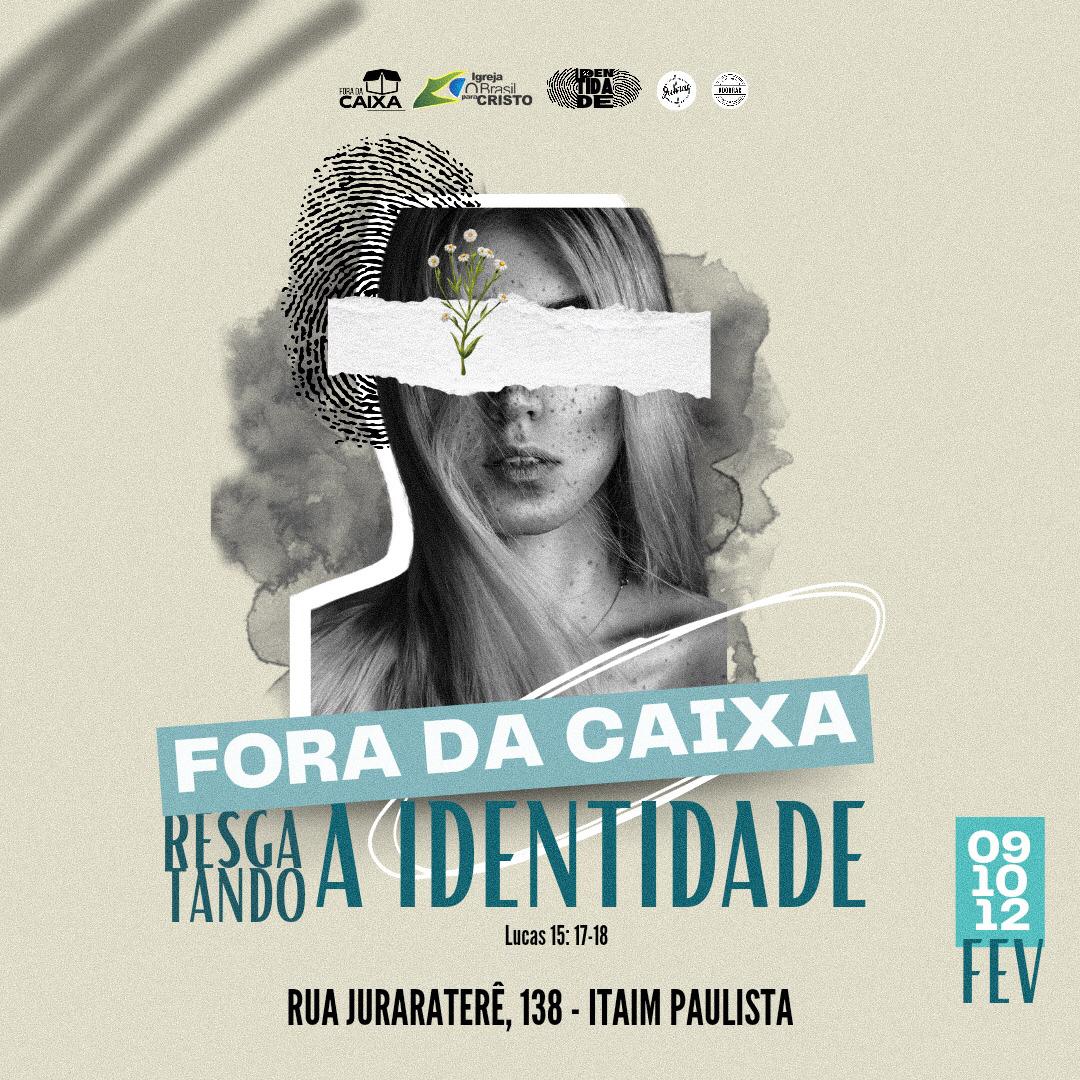 FORA DA
CAIXA
Igreja
O Brasil
para CRISTO
IDEN
TIDA
DE
FORA DA CAIXA
RESGA
TANDO A IDENTIDADE
Lucas 15: 17-18
09
10
12
FEV
RUA JURARATERÊ, 138 - ITAIM PAULISTA